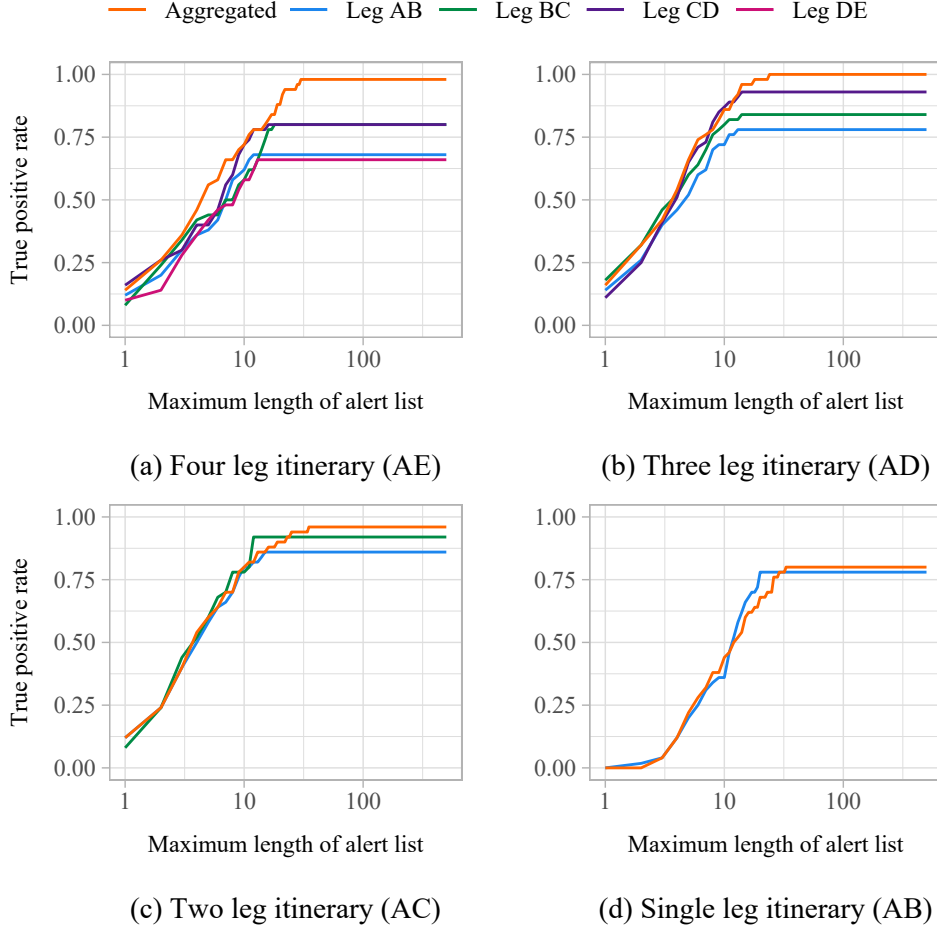 Aggregated Leg AB Leg BC Leg CD Leg DE
True positive rate
1.00
0.75
0.50
0.25
0.00
1 10 100
Maximum length of alert list
(a) Four leg itinerary (AE)
1.00
0.75
0.50
0.25
0.00
1 10 100
Maximum length of alert list
(b) Three leg itinerary (AD)
True positive rate
1.00
0.75
0.50
0.25
0.00
1 10 100
Maximum length of alert list
(c) Two leg itinerary (AC)
1.00
0.75
0.50
0.25
0.00
1 10 100
Maximum length of alert list
(d) Single leg itinerary (AB)